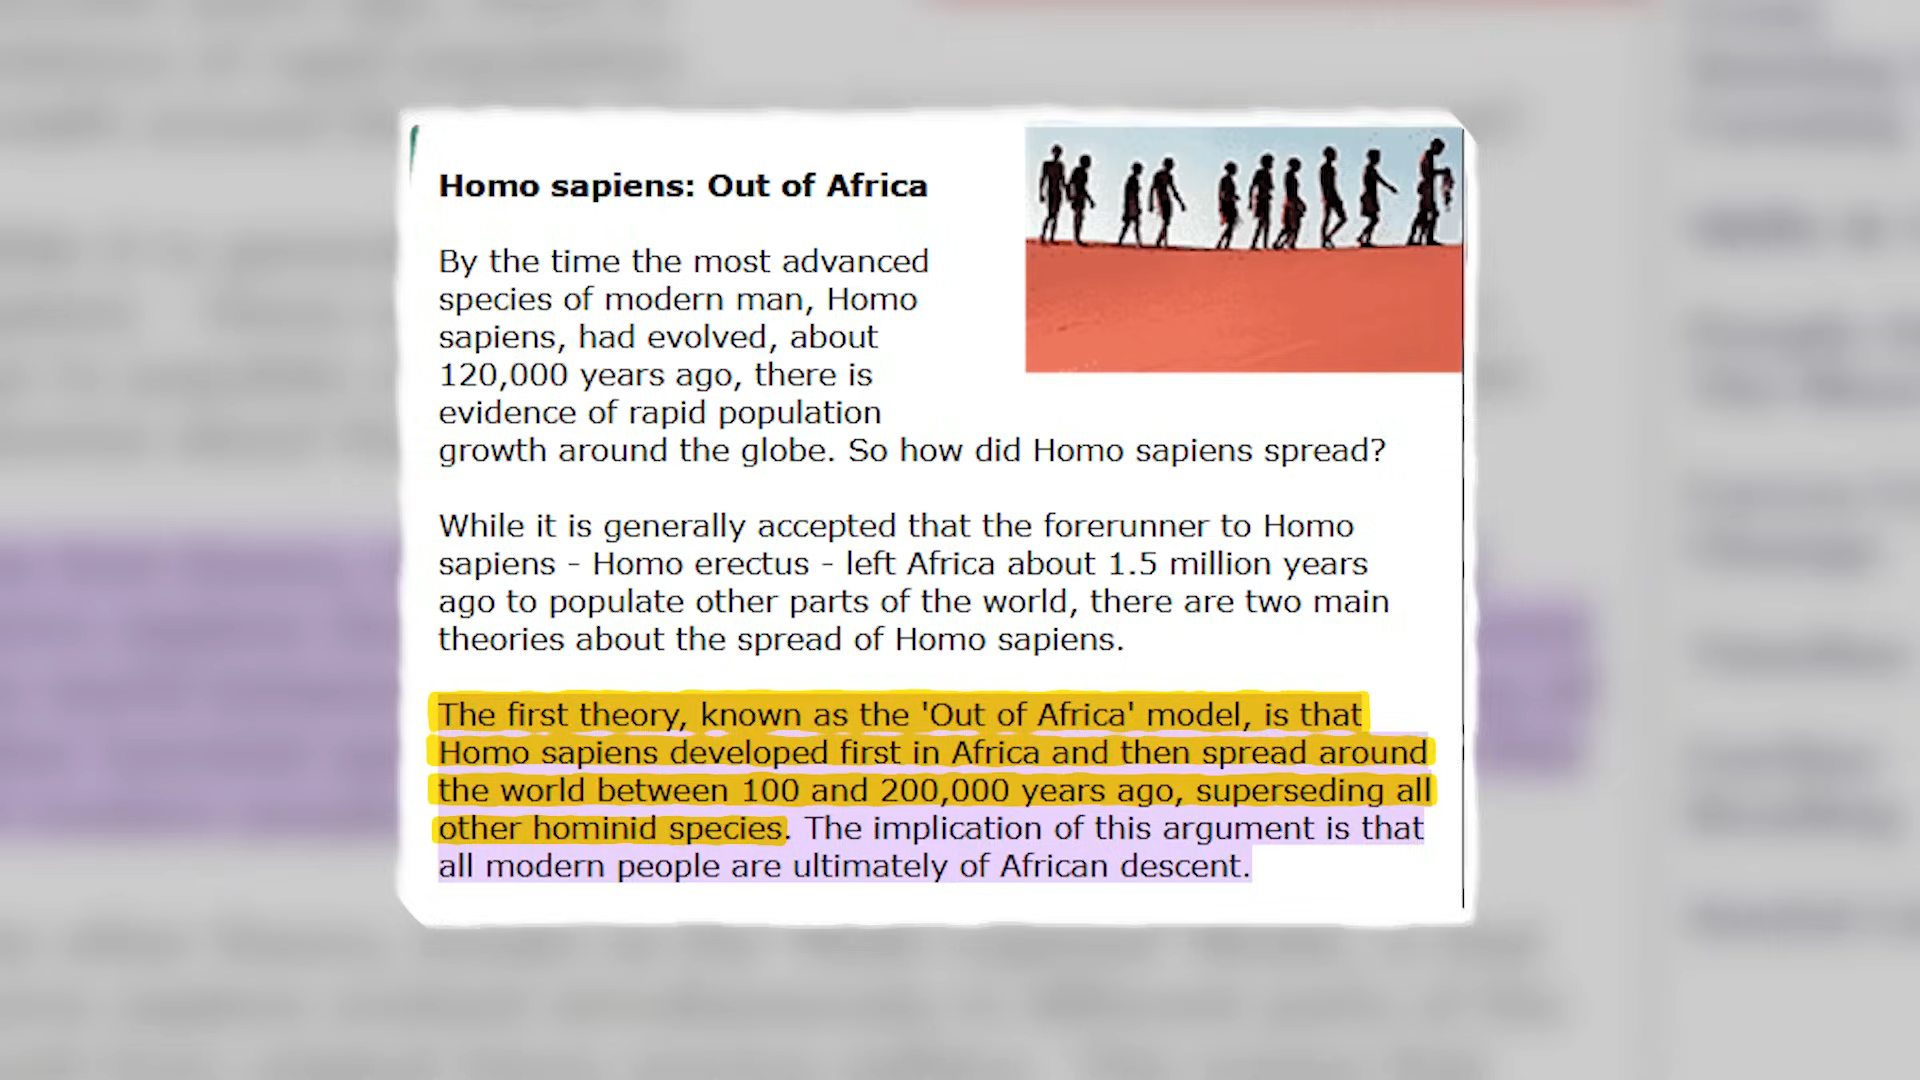 Homo sapiens: Out of Africa
By the time the most advanced
species of modern man, Homo
sapiens, had evolved, about
120,000 years ago, there is
evidence of rapid population
growth around the globe. So how did Homo sapiens spread?
While it is generally accepted that the forerunner to Homo
sapiens - Homo erectus - left Africa about 1.5 million years
ago to populate other parts of the world, there are two main
theories about the spread of Homo sapiens.
The first theory, known as the 'Out of Africa' model, is that
Homo sapiens developed first in Africa and then spread around
the world between 100 and 200,000 years ago, superseding all
other hominid species. The implication of this argument is that
all modern people are ultimately of African descent.